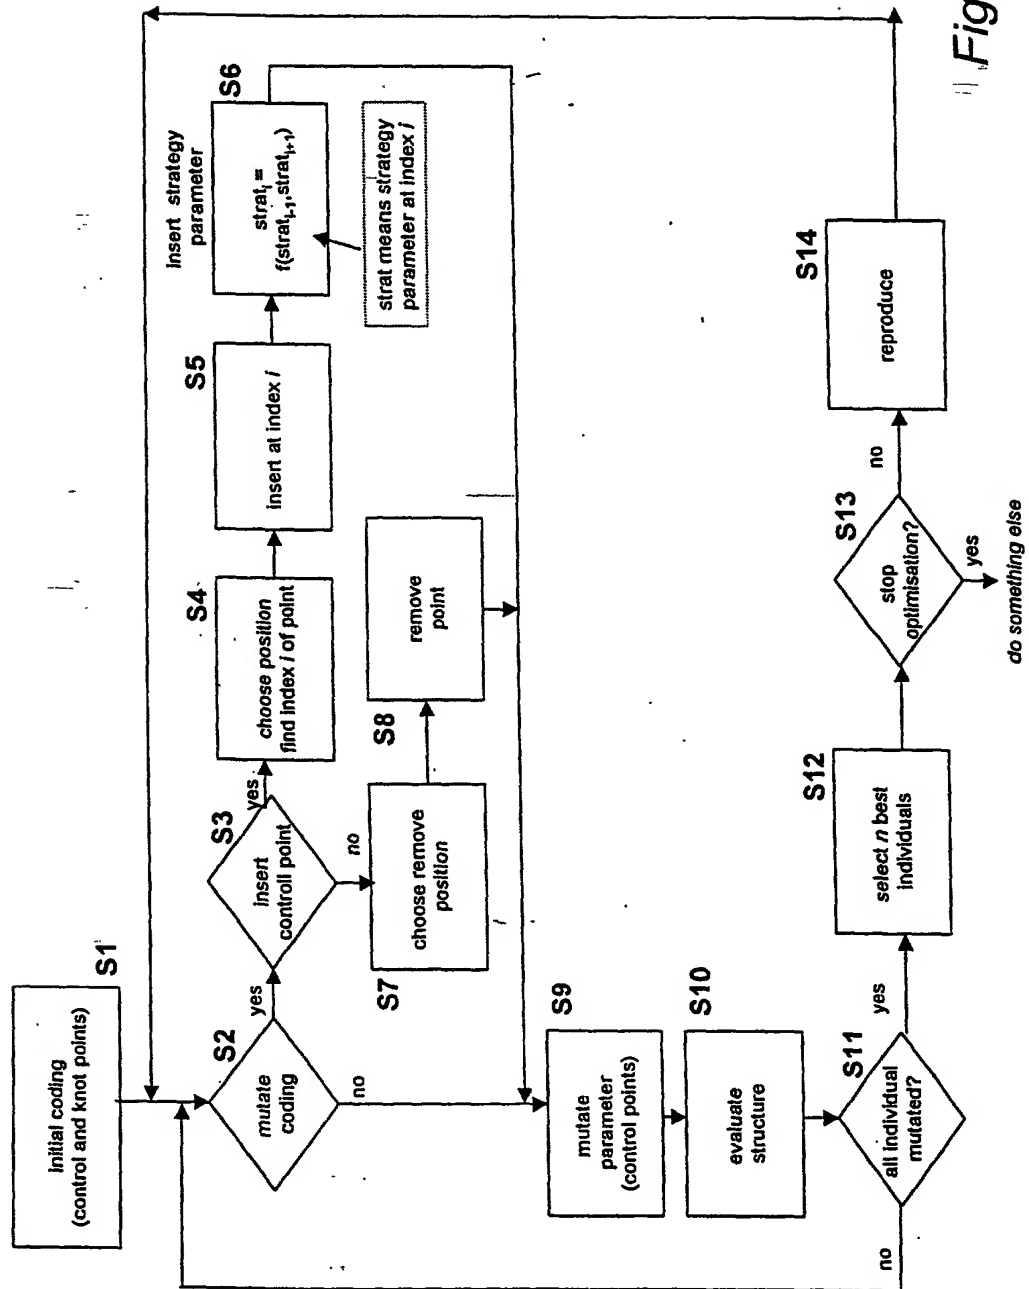 S1
initial coding
(control and knot points)
S2
mutate
coding
yes
no
S3
insert
controll point
yes
no
S4
choose position
find index i of point
S5
insert at index i
Insert strategy
parameter
S6
strat_i =
f(strat_{i-1},strat_{i+1})
strat means strategy
parameter at index i
S7
choose remove
position
S8
remove
point
S9
mutate
parameter
(control points)
S10
evaluate
structure
S11
all individual
mutated?
no
yes
S12
select n best
individuals
S13
stop
optimisation?
no
yes
do something else
S14
reproduce
Fig